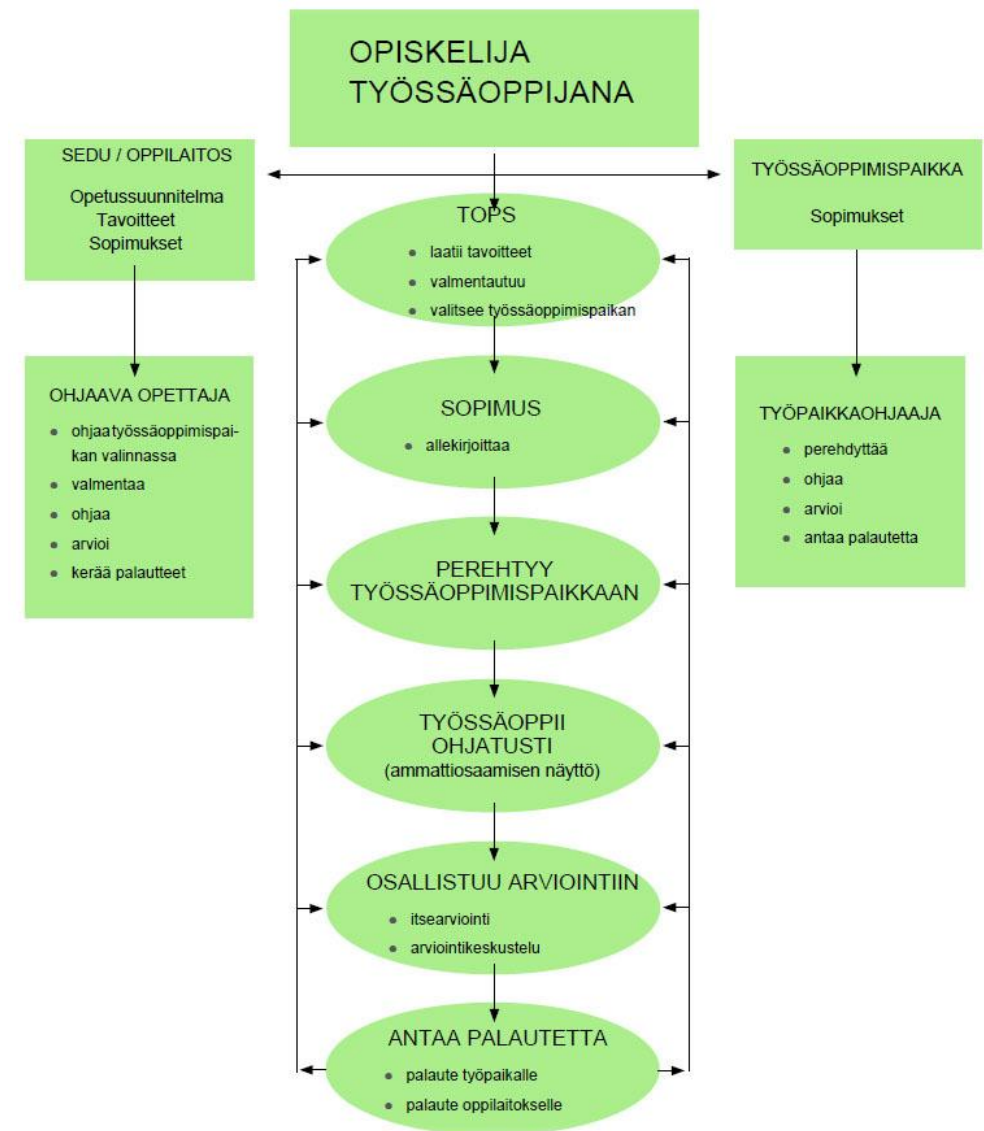 OPISKELIJA
TYÖSSÄOPPIJANA
SEDU / OPPILAITOS
Opetussuunnitelma
Tavoitteet
Sopimukset
TYÖSSÄOPPIMISPAIKKA
Sopimukset
TOPS
• laatii tavoitteet
• valmentautuu
• valitsee työssäoppimispaikan
OHJAAVA OPETTAJA
• ohjaa työssäoppimispai-
kan valinnassa
• valmentaa
• ohjaa
• arvioi
• kerää palautteet
SOPIMUS
• allekirjoittaa
TYÖPAIKKAOHJAAJA
• perehdyttää
• ohjaa
• arvioi
• antaa palautetta
PEREHTYY
TYÖSSÄOPPIMISPAIKKAAN
TYÖSSÄOPPII
OHJATUSTI
(ammattiosaamisen näyttö)
OSALLISTUU ARVIOINTIIN
• itsearviointi
• arviointikeskustelu
ANTAA PALAUTETTA
• palaute työpaikalle
• palaute oppilaitokselle